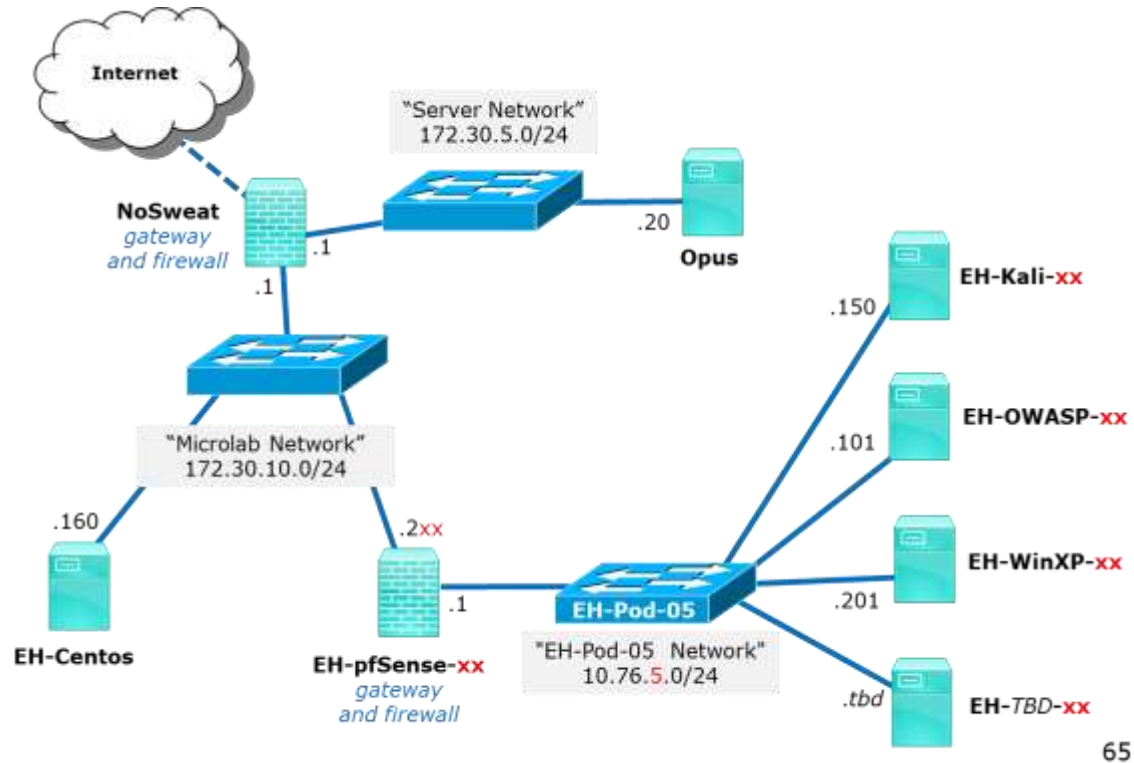 Internet
“Server Network”
172.30.5.0/24
NoSweat
gateway
and firewall
.1
.20
Opus
.1
EH-Kali-xx
.150
EH-OWASP-xx
.101
“Microlab Network”
172.30.10.0/24
.160
.2xx
EH-WinXP-xx
.201
.1
EH-Pod-05
EH-Centos
EH-pfSense-xx
gateway
and firewall
"EH-Pod-05 Network"
10.76.5.0/24
.tbd
EH-TBD-xx
65